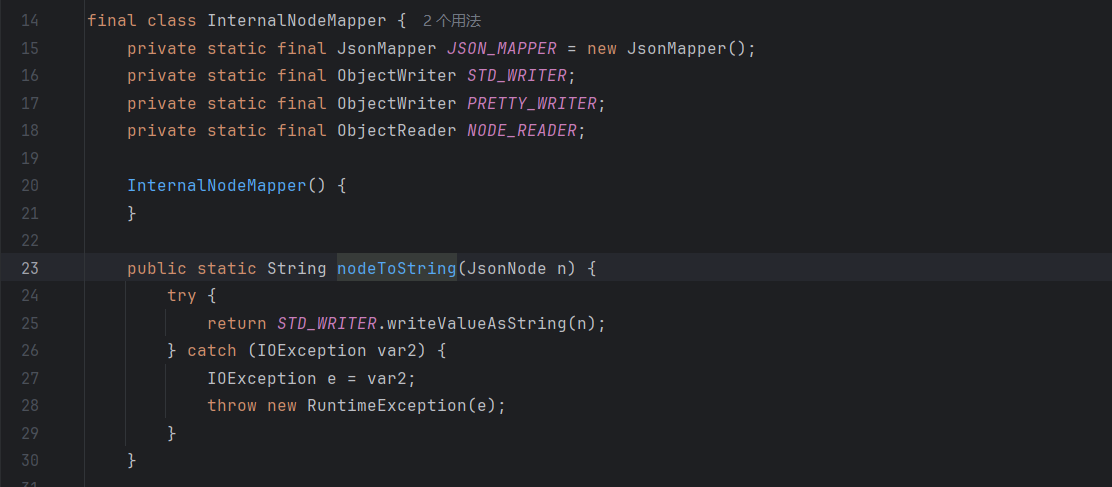 14 final class InternalNodeMapper { 2 个用法
15 private static final JsonMapper JSON_MAPPER = new JsonMapper();
16 private static final ObjectWriter STD_WRITER;
17 private static final ObjectWriter PRETTY_WRITER;
18 private static final ObjectReader NODE_READER;
19
20 InternalNodeMapper() {
21 }
22
23 public static String nodeToString(JsonNode n) {
24 try {
25 return STD_WRITER.writeValueAsString(n);
26 } catch (IOException var2) {
27 IOException e = var2;
28 throw new RuntimeException(e);
29 }
30 }
31